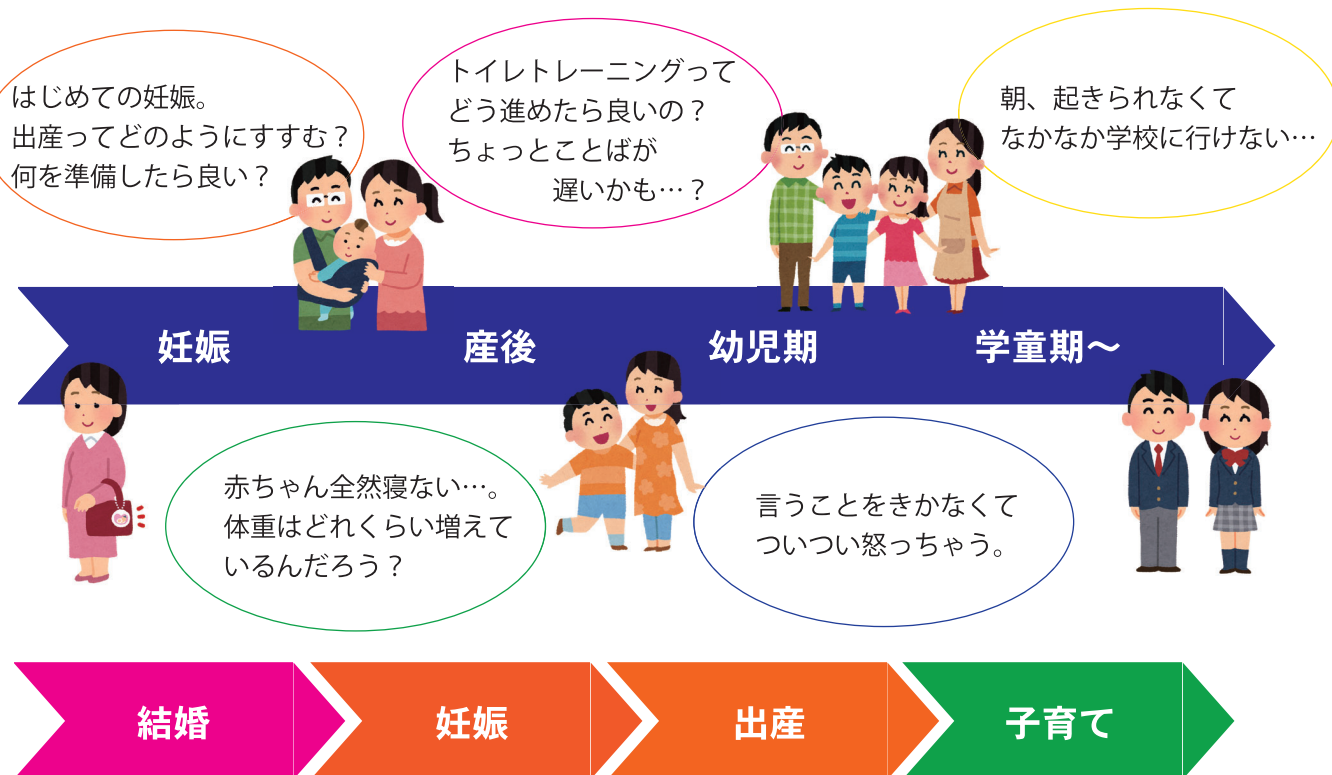 はじめての妊娠。
出産ってどのようにすすむ？
何を準備したら良い？
トイレトレーニングって
どう進めたら良いの？
ちょっとことばが
遅いかも…？
朝、起きられなくて
なかなか学校に行けない…
妊娠
産後
幼児期
学童期～
赤ちゃん全然寝ない…。
体重はどれくらい増えて
いるんだろう？
言うことをきかなくて
ついつい怒っちゃう。
結婚
妊娠
出産
子育て